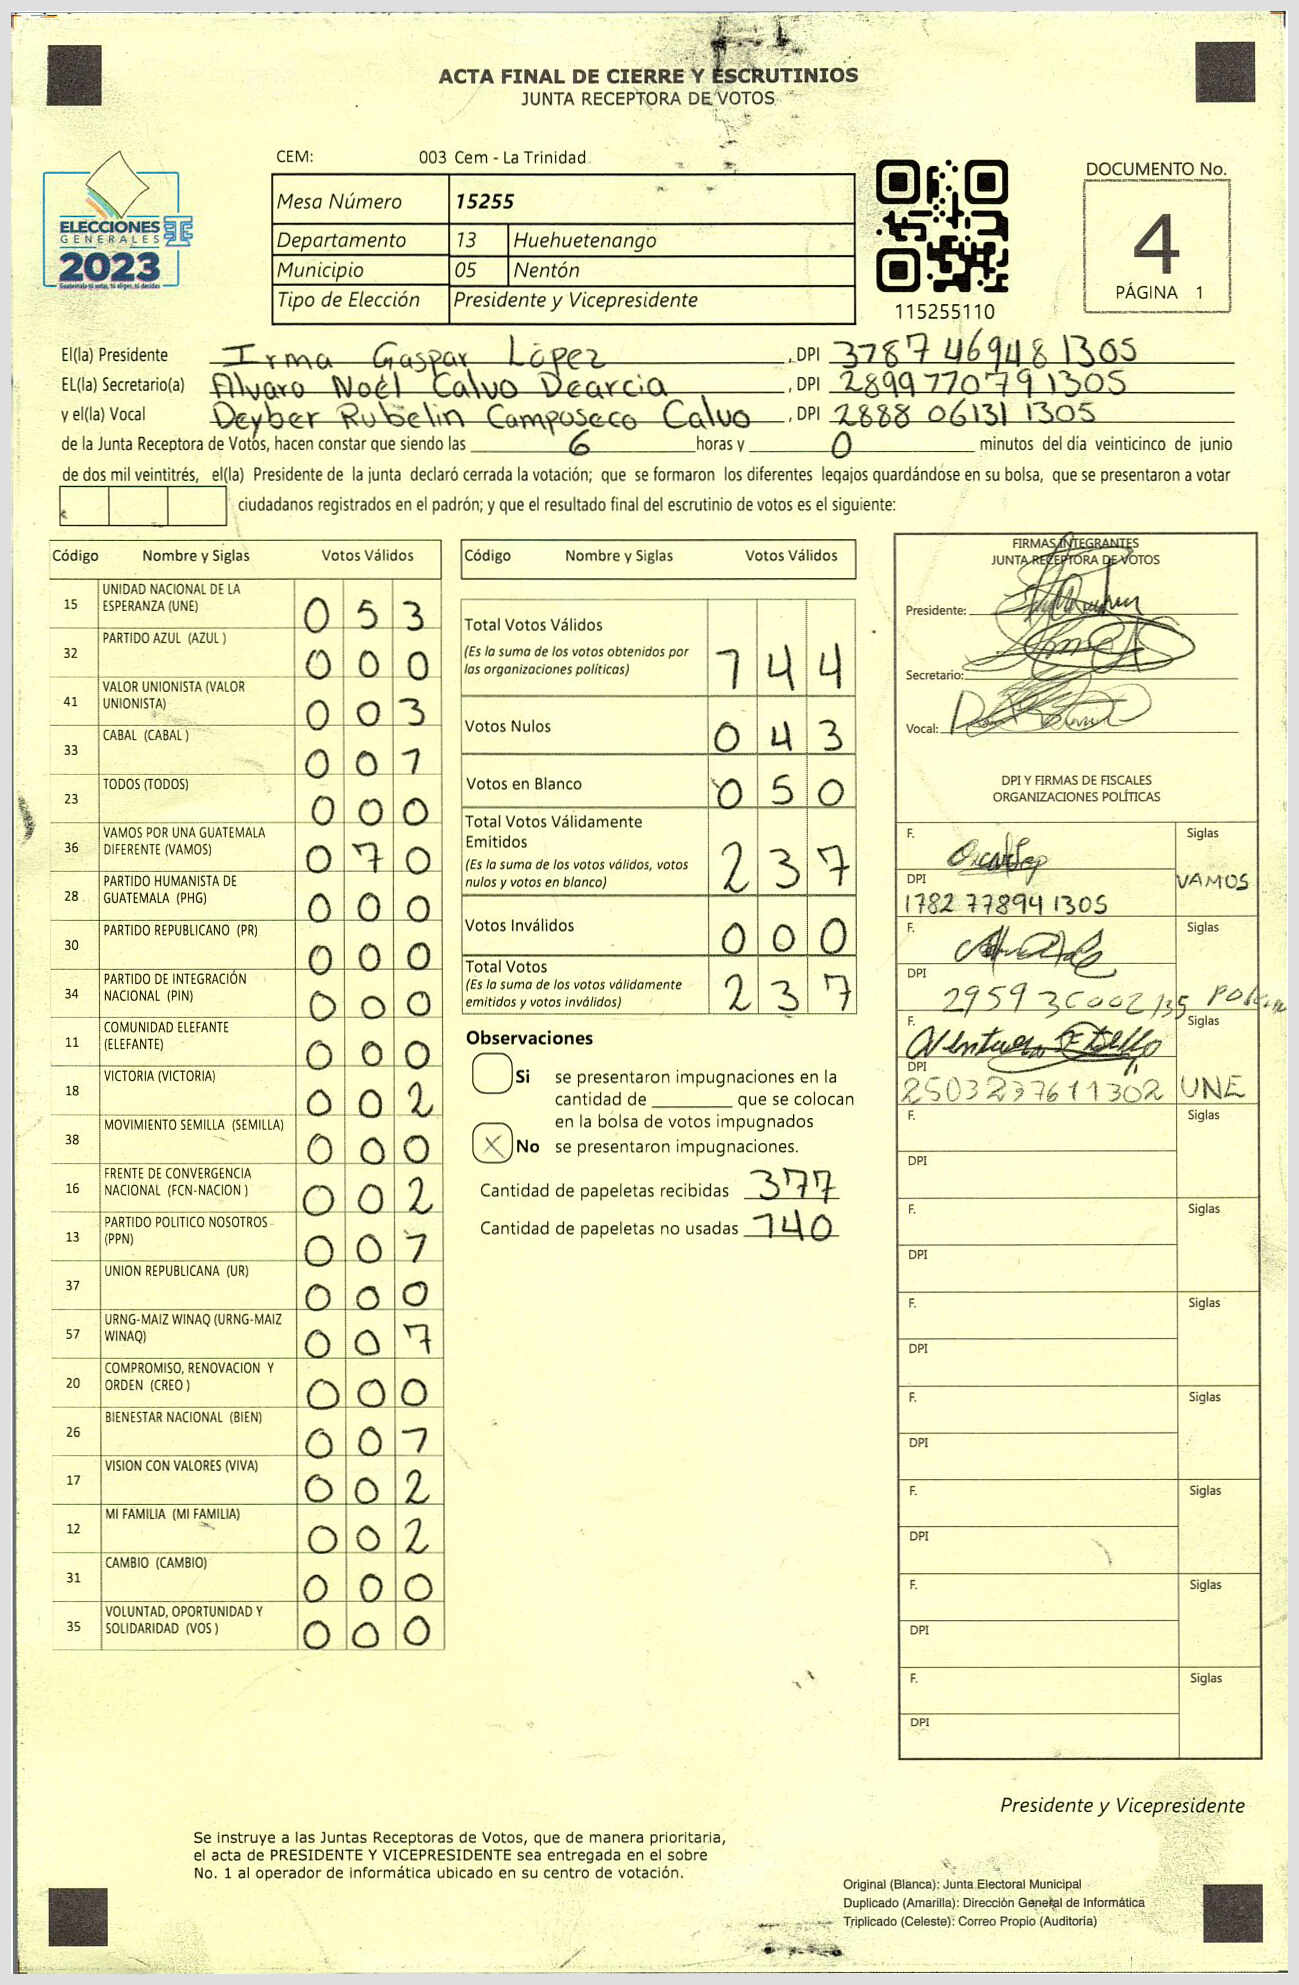 ACTA FINAL DE CIERRE Y ESCRUTINIOS
JUNTA RECEPTORA DE VOTOS
CEM: 003 Cem - La Trinidad
Mesa Número 15255
Departamento 13 Huehuetenango
Municipio 05 Nentón
Tipo de Elección Presidente y Vicepresidente
ELECCIONES
GENERALES
2023
Guatemala tú votas, tú eliges, tú decides
115255110
DOCUMENTO No.
4
PÁGINA 1
El(la) Presidente Irma Gaspar López, DPI 3787 46948 1305
EL(la) Secretario(a) Alvaro Noél Calvo Dearcia, DPI 2899 77079 1305
y el(la) Vocal Deyber Rubelin Camposeco Calvo, DPI 2888 06131 1305
de la Junta Receptora de Votos, hacen constar que siendo las 6 horas y 0 minutos del día veinticinco de junio
de dos mil veintitrés, el(la) Presidente de la junta declaró cerrada la votación; que se formaron los diferentes legajos guardándose en su bolsa, que se presentaron a votar
ciudadanos registrados en el padrón; y que el resultado final del escrutinio de votos es el siguiente:
Código Nombre y Siglas Votos Válidos
15 UNIDAD NACIONAL DE LA
ESPERANZA (UNE) 0 5 3
32 PARTIDO AZUL (AZUL ) 0 0 0
41 VALOR UNIONISTA (VALOR
UNIONISTA) 0 0 3
33 CABAL (CABAL ) 0 0 1
23 TODOS (TODOS) 0 0 0
36 VAMOS POR UNA GUATEMALA
DIFERENTE (VAMOS) 0 7 0
28 PARTIDO HUMANISTA DE
GUATEMALA (PHG) 0 0 0
30 PARTIDO REPUBLICANO (PR) 0 0 0
34 PARTIDO DE INTEGRACIÓN
NACIONAL (PIN) 0 0 0
11 COMUNIDAD ELEFANTE
(ELEFANTE) 0 0 0
18 VICTORIA (VICTORIA) 0 0 2
38 MOVIMIENTO SEMILLA (SEMILLA) 0 0 0
16 FRENTE DE CONVERGENCIA
NACIONAL (FCN-NACION ) 0 0 2
13 PARTIDO POLITICO NOSOTROS
(PPN) 0 0 1
37 UNION REPUBLICANA (UR) 0 0 0
57 URNG-MAIZ WINAQ (URNG-MAIZ
WINAQ) 0 0 7
20 COMPROMISO, RENOVACION Y
ORDEN (CREO ) 0 0 0
26 BIENESTAR NACIONAL (BIEN) 0 0 1
17 VISION CON VALORES (VIVA) 0 0 2
12 MI FAMILIA (MI FAMILIA) 0 0 2
31 CAMBIO (CAMBIO) 0 0 0
35 VOLUNTAD, OPORTUNIDAD Y
SOLIDARIDAD (VOS ) 0 0 0
Código Nombre y Siglas Votos Válidos
Total Votos Válidos
(Es la suma de los votos obtenidos por
las organizaciones políticas) 1 4 4
Votos Nulos 0 4 3
Votos en Blanco 0 5 0
Total Votos Válidamente
Emitidos
(Es la suma de los votos válidos, votos
nulos y votos en blanco) 2 3 7
Votos Inválidos 0 0 0
Total Votos
(Es la suma de los votos válidamente
emitidos y votos inválidos) 2 3 7
Observaciones
Si se presentaron impugnaciones en la
cantidad de ________ que se colocan
en la bolsa de votos impugnados
X No se presentaron impugnaciones.
Cantidad de papeletas recibidas 377
Cantidad de papeletas no usadas 140
FIRMAS INTEGRANTES
JUNTA RECEPTORA DE VOTOS
Presidente:
Secretario:
Vocal:
DPI Y FIRMAS DE FISCALES
ORGANIZACIONES POLÍTICAS
F. Siglas
DPI VAMOS
1782 77894 1305
F. Siglas
DPI
F. Siglas
DPI
2503237611302 UNE
F. Siglas
DPI
F. Siglas
DPI
F. Siglas
DPI
F. Siglas
DPI
F. Siglas
DPI
F. Siglas
DPI
F. Siglas
DPI
Presidente y Vicepresidente
Se instruye a las Juntas Receptoras de Votos, que de manera prioritaria,
el acta de PRESIDENTE Y VICEPRESIDENTE sea entregada en el sobre
No. 1 al operador de informática ubicado en su centro de votación.
Original (Blanca): Junta Electoral Municipal
Duplicado (Amarilla): Dirección General de Informática
Triplicado (Celeste): Correo Propio (Auditoría)